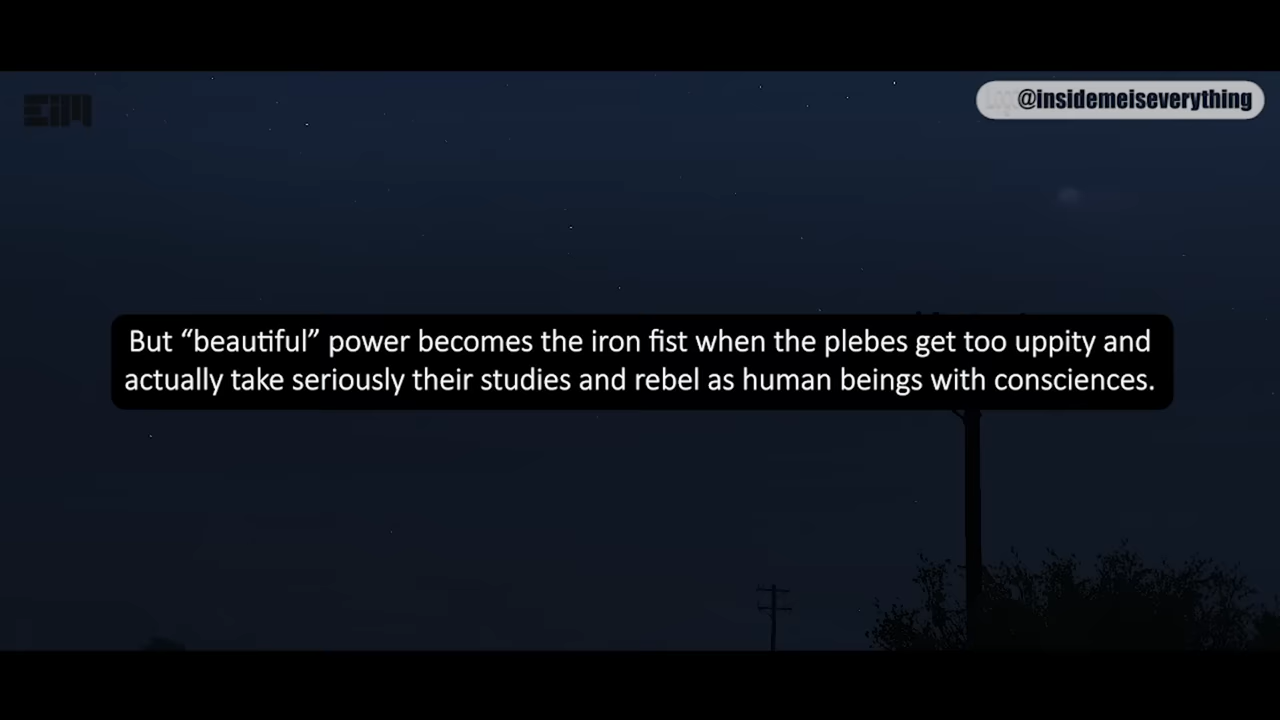 EiM
@insidemeiseverything
But “beautiful” power becomes the iron fist when the plebes get too uppity and
actually take seriously their studies and rebel as human beings with consciences.